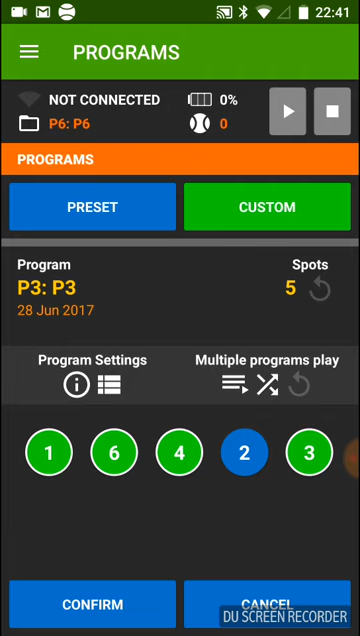 22:41
PROGRAMS
NOT CONNECTED 0%
P6: P6 0
PROGRAMS
PRESET CUSTOM
Program Spots
P3: P3 5
28 Jun 2017
Program Settings Multiple programs play
1 6 4 2 3
CONFIRM CANCEL
DU SCREEN RECORDER